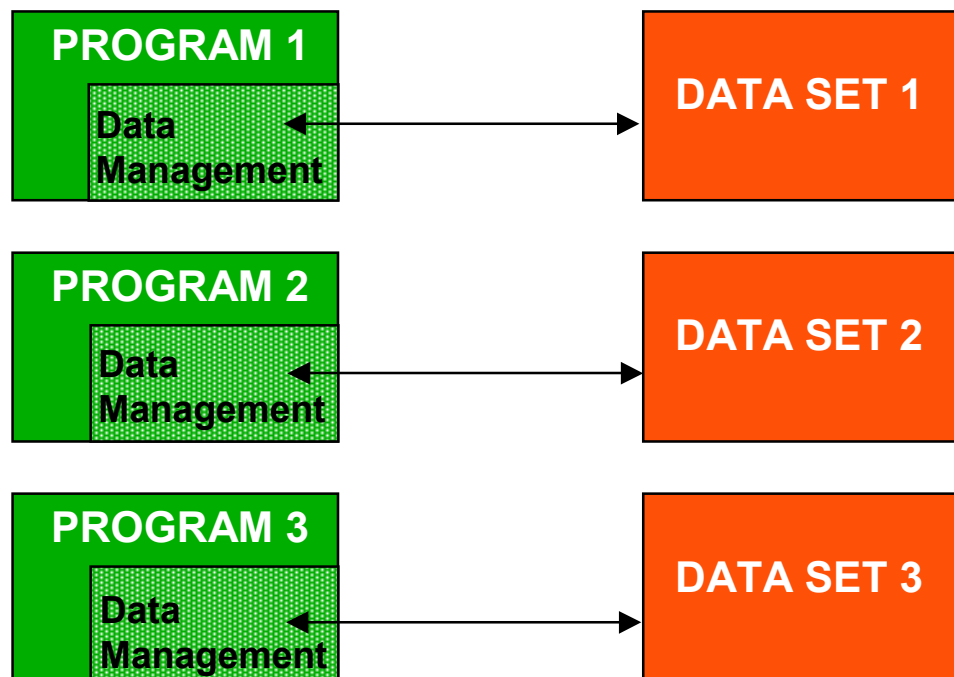 PROGRAM 1
Data
Management
DATA SET 1
PROGRAM 2
Data
Management
DATA SET 2
PROGRAM 3
Data
Management
DATA SET 3